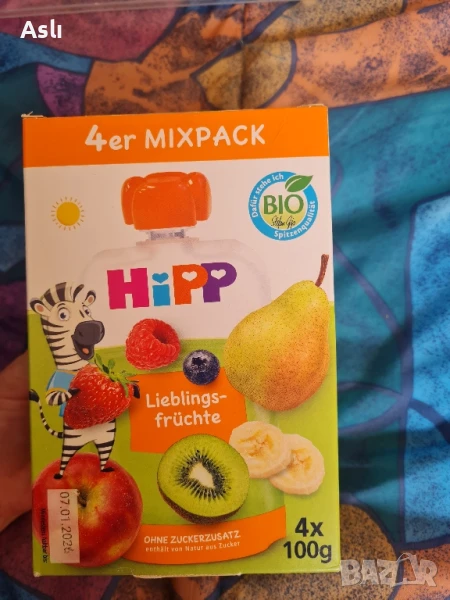 Aslı
4er MIXPACK
Dafür stehe ich
BIO
Spitzenqualität
HiPP
Lieblings-
früchte
07.01.2026
OHNE ZUCKERZUSATZ
enthält von Natur aus Zucker
4x
100g
BAZAR